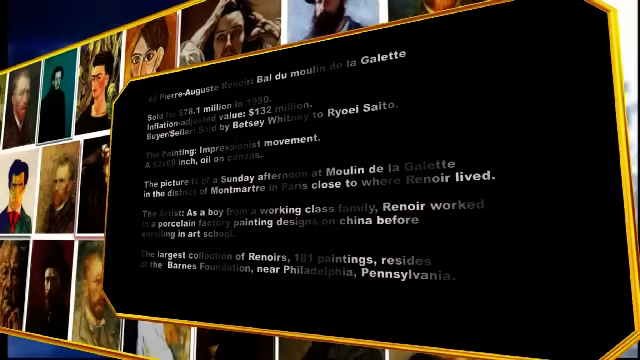 #6 Pierre-Auguste Renoir: Bal du moulin de la Galette
Sold for $78.1 million in 1990.
Inflation-adjusted value: $132 million.
Buyer/Seller: Sold by Betsey Whitney to Ryoei Saito.
The Painting: Impressionist movement.
A 52x69 inch, oil on canvas.
The picture is of a Sunday afternoon at Moulin de la Galette
in the district of Montmartre in Paris close to where Renoir lived.
The Artist: As a boy from a working class family, Renoir worked
in a porcelain factory painting designs on china before
enrolling in art school.
The largest collection of Renoirs, 181 paintings, resides
at the Barnes Foundation, near Philadelphia, Pennsylvania.